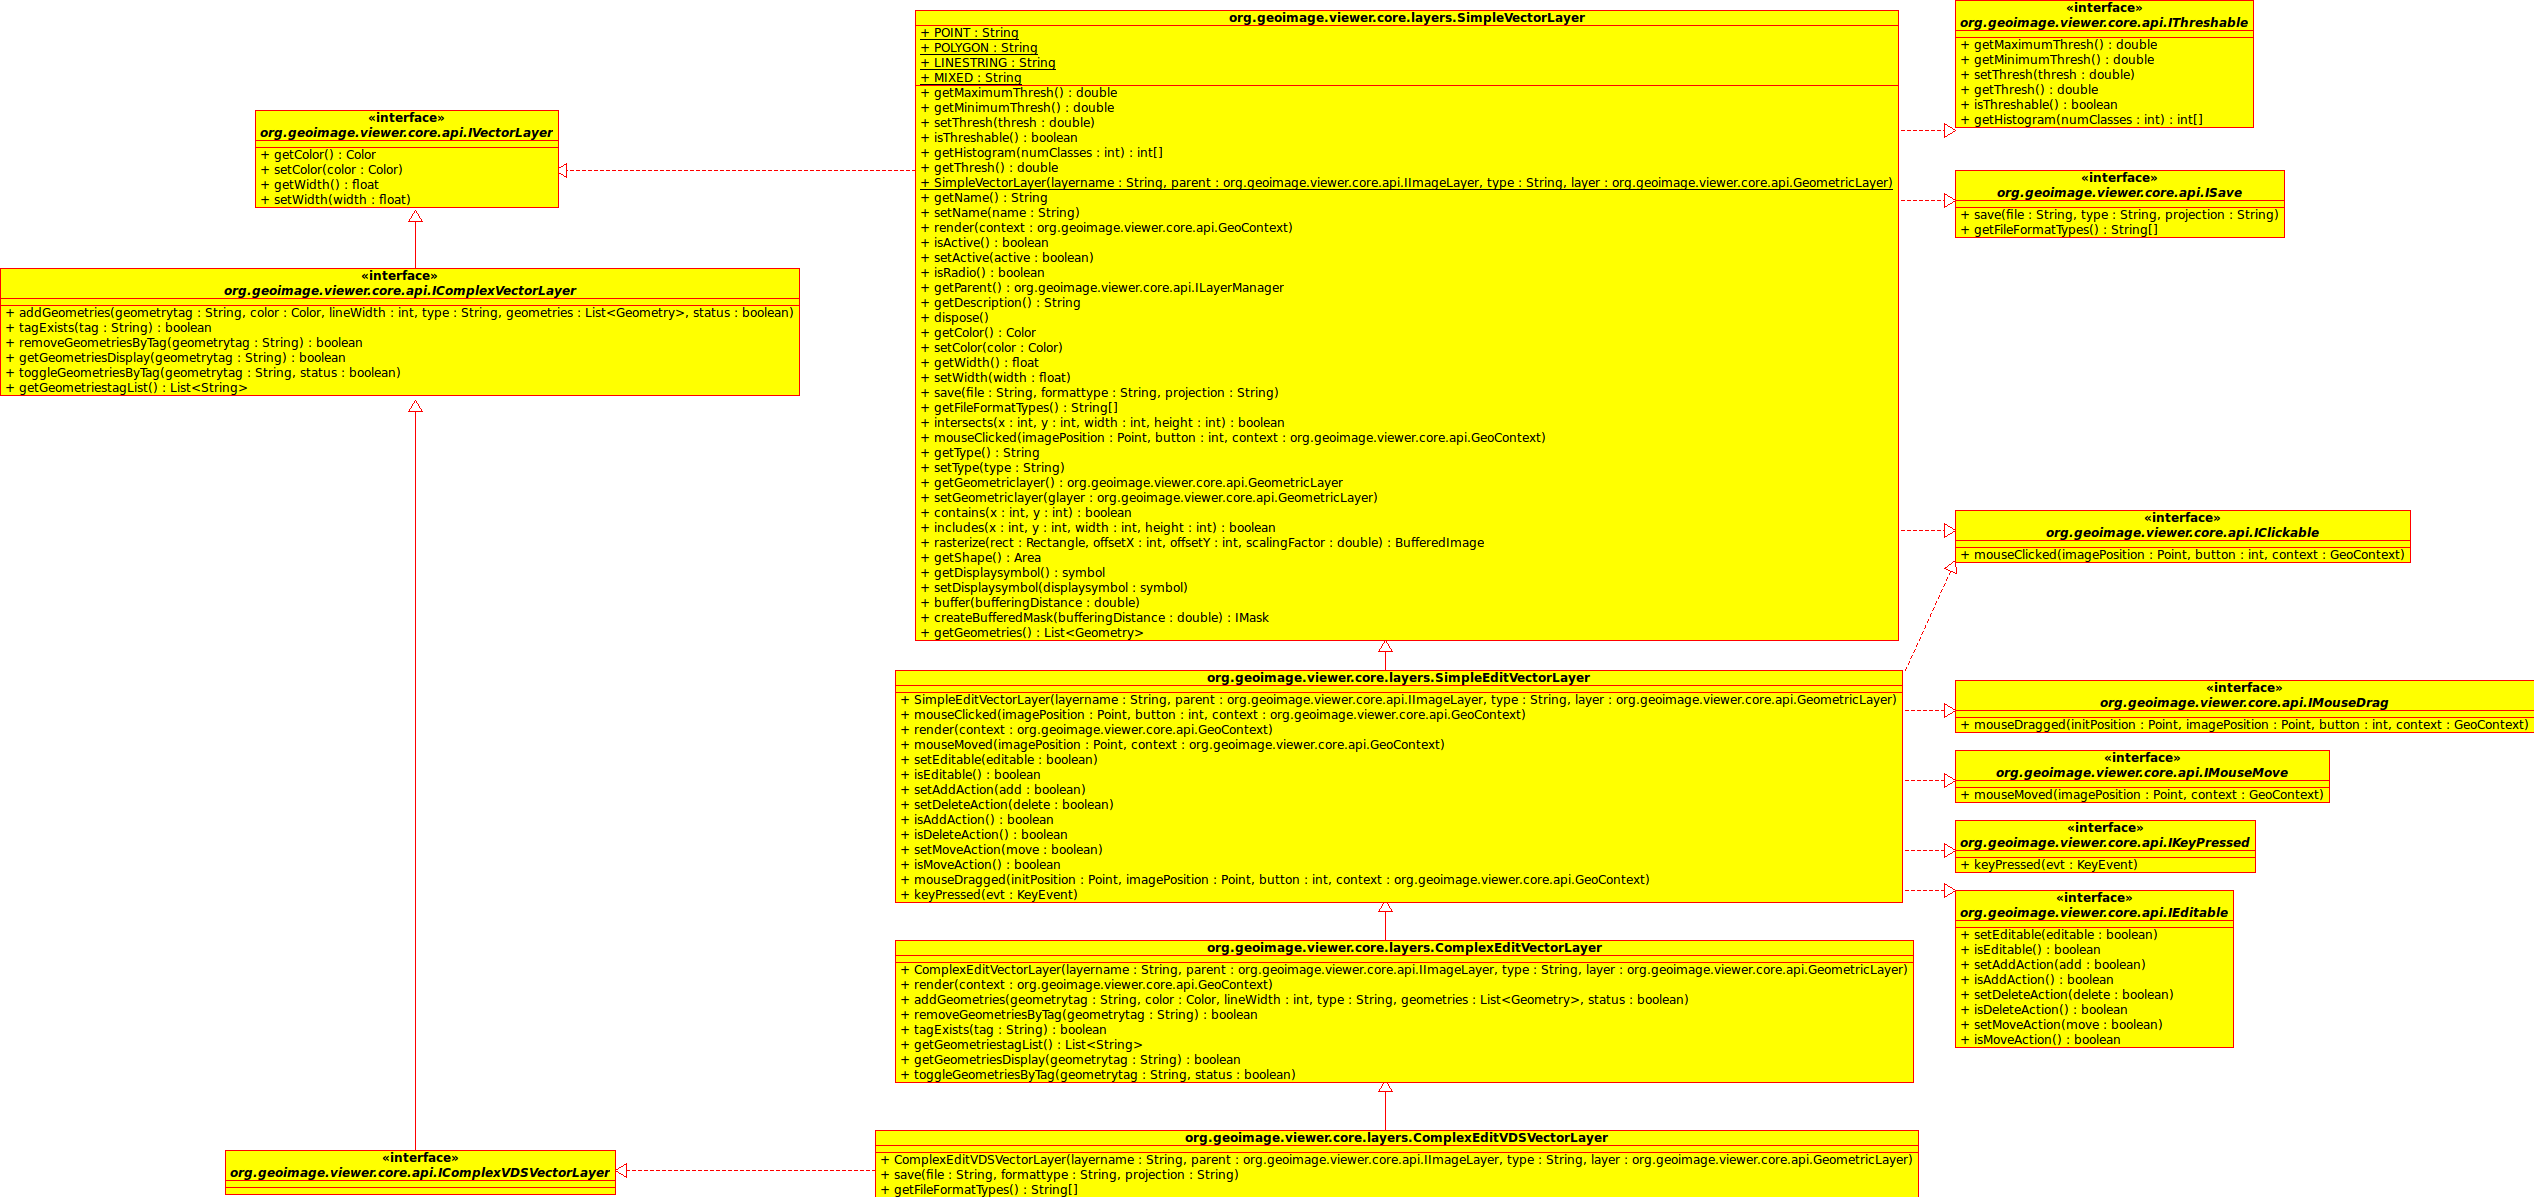 «interface»
org.geoimage.viewer.core.api.IVectorLayer
+ getColor() : Color
+ setColor(color : Color)
+ getWidth() : float
+ setWidth(width : float)
«interface»
org.geoimage.viewer.core.api.IComplexVectorLayer
+ addGeometries(geometrytag : String, color : Color, lineWidth : int, type : String, geometries : List<Geometry>, status : boolean)
+ tagExists(tag : String) : boolean
+ removeGeometriesByTag(geometrytag : String) : boolean
+ getGeometriesDisplay(geometrytag : String) : boolean
+ toggleGeometriesByTag(geometrytag : String, status : boolean)
+ getGeometriestagList() : List<String>
«interface»
org.geoimage.viewer.core.api.IComplexVDSVectorLayer
org.geoimage.viewer.core.layers.SimpleVectorLayer
+ POINT : String
+ POLYGON : String
+ LINESTRING : String
+ MIXED : String
+ getMaximumThresh() : double
+ getMinimumThresh() : double
+ setThresh(thresh : double)
+ isThreshable() : boolean
+ getHistogram(numClasses : int) : int[]
+ getThresh() : double
+ SimpleVectorLayer(layername : String, parent : org.geoimage.viewer.core.api.IImageLayer, type : String, layer : org.geoimage.viewer.core.api.GeometricLayer)
+ getName() : String
+ setName(name : String)
+ render(context : org.geoimage.viewer.core.api.GeoContext)
+ isActive() : boolean
+ setActive(active : boolean)
+ isRadio() : boolean
+ getParent() : org.geoimage.viewer.core.api.ILayerManager
+ getDescription() : String
+ dispose()
+ getColor() : Color
+ setColor(color : Color)
+ getWidth() : float
+ setWidth(width : float)
+ save(file : String, formattype : String, projection : String)
+ getFileFormatTypes() : String[]
+ intersects(x : int, y : int, width : int, height : int) : boolean
+ mouseClicked(imagePosition : Point, button : int, context : org.geoimage.viewer.core.api.GeoContext)
+ getType() : String
+ setType(type : String)
+ getGeometriclayer() : org.geoimage.viewer.core.api.GeometricLayer
+ setGeometriclayer(glayer : org.geoimage.viewer.core.api.GeometricLayer)
+ contains(x : int, y : int) : boolean
+ includes(x : int, y : int, width : int, height : int) : boolean
+ rasterize(rect : Rectangle, offsetX : int, offsetY : int, scalingFactor : double) : BufferedImage
+ getShape() : Area
+ getDisplaysymbol() : symbol
+ setDisplaysymbol(displaysymbol : symbol)
+ buffer(bufferingDistance : double)
+ createBufferedMask(bufferingDistance : double) : IMask
+ getGeometries() : List<Geometry>
org.geoimage.viewer.core.layers.SimpleEditVectorLayer
+ SimpleEditVectorLayer(layername : String, parent : org.geoimage.viewer.core.api.IImageLayer, type : String, layer : org.geoimage.viewer.core.api.GeometricLayer)
+ mouseClicked(imagePosition : Point, button : int, context : org.geoimage.viewer.core.api.GeoContext)
+ render(context : org.geoimage.viewer.core.api.GeoContext)
+ mouseMoved(imagePosition : Point, context : org.geoimage.viewer.core.api.GeoContext)
+ setEditable(editable : boolean)
+ isEditable() : boolean
+ setAddAction(add : boolean)
+ setDeleteAction(delete : boolean)
+ isAddAction() : boolean
+ isDeleteAction() : boolean
+ setMoveAction(move : boolean)
+ isMoveAction() : boolean
+ mouseDragged(initPosition : Point, imagePosition : Point, button : int, context : org.geoimage.viewer.core.api.GeoContext)
+ keyPressed(evt : KeyEvent)
org.geoimage.viewer.core.layers.ComplexEditVectorLayer
+ ComplexEditVectorLayer(layername : String, parent : org.geoimage.viewer.core.api.IImageLayer, type : String, layer : org.geoimage.viewer.core.api.GeometricLayer)
+ render(context : org.geoimage.viewer.core.api.GeoContext)
+ addGeometries(geometrytag : String, color : Color, lineWidth : int, type : String, geometries : List<Geometry>, status : boolean)
+ removeGeometriesByTag(geometrytag : String) : boolean
+ tagExists(tag : String) : boolean
+ getGeometriestagList() : List<String>
+ getGeometriesDisplay(geometrytag : String) : boolean
+ toggleGeometriesByTag(geometrytag : String, status : boolean)
org.geoimage.viewer.core.layers.ComplexEditVDSVectorLayer
+ ComplexEditVDSVectorLayer(layername : String, parent : org.geoimage.viewer.core.api.IImageLayer, type : String, layer : org.geoimage.viewer.core.api.GeometricLayer)
+ save(file : String, formattype : String, projection : String)
+ getFileFormatTypes() : String[]
«interface»
org.geoimage.viewer.core.api.IThreshable
+ getMaximumThresh() : double
+ getMinimumThresh() : double
+ setThresh(thresh : double)
+ getThresh() : double
+ isThreshable() : boolean
+ getHistogram(numClasses : int) : int[]
«interface»
org.geoimage.viewer.core.api.ISave
+ save(file : String, type : String, projection : String)
+ getFileFormatTypes() : String[]
«interface»
org.geoimage.viewer.core.api.IClickable
+ mouseClicked(imagePosition : Point, button : int, context : GeoContext)
«interface»
org.geoimage.viewer.core.api.IMouseDrag
+ mouseDragged(initPosition : Point, imagePosition : Point, button : int, context : GeoContext)
«interface»
org.geoimage.viewer.core.api.IMouseMove
+ mouseMoved(imagePosition : Point, context : GeoContext)
«interface»
org.geoimage.viewer.core.api.IKeyPressed
+ keyPressed(evt : KeyEvent)
«interface»
org.geoimage.viewer.core.api.IEditable
+ setEditable(editable : boolean)
+ isEditable() : boolean
+ setAddAction(add : boolean)
+ isAddAction() : boolean
+ setDeleteAction(delete : boolean)
+ isDeleteAction() : boolean
+ setMoveAction(move : boolean)
+ isMoveAction() : boolean